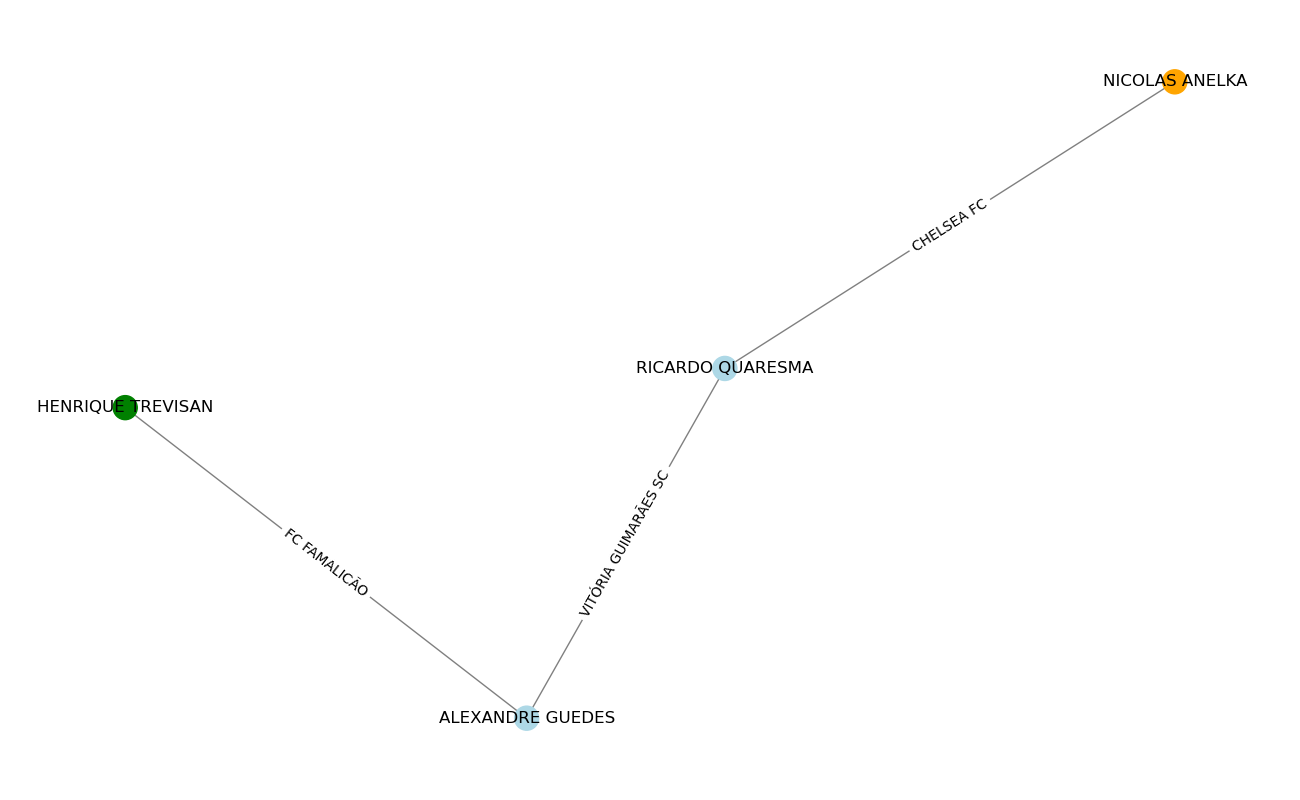 NICOLAS ANELKA
CHELSEA FC
RICARDO QUARESMA
HENRIQUE TREVISAN
VITÓRIA GUIMARÃES SC
FC FAMALICÃO
ALEXANDRE GUEDES